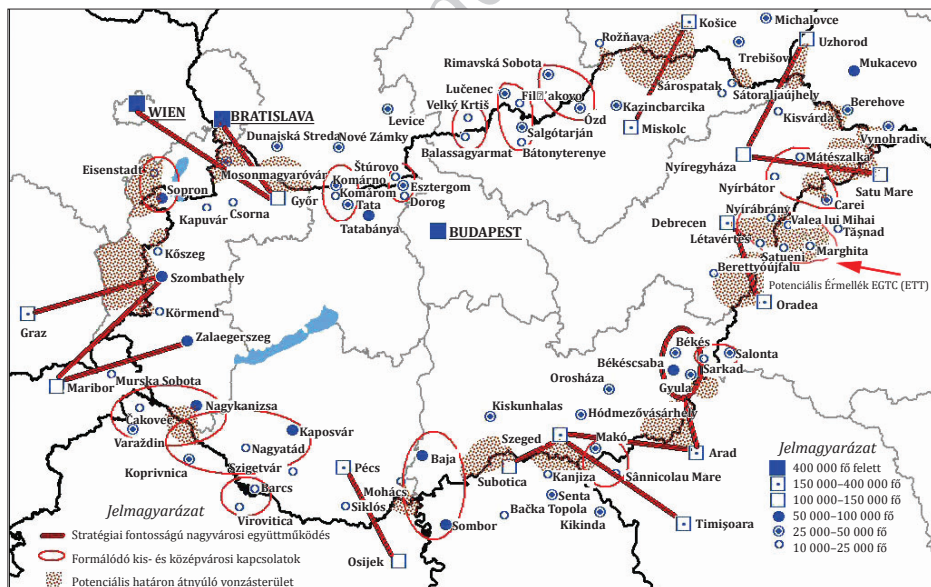 Košice
Michalovce
Rožňava
Uzhorod
Trebišov
Rimavská Sobota
Mukacevo
WIEN
BRATISLAVA
Lučenec
Sárospatak
Sátoraljaújhely
Velký Krtiš
Levice
Ózd
Kazincbarcika
Berehove
Kisvárda
Dunajská Streda
Nové Zámky
Salgótarján
Miskolc
Vynohradiv
Balassagyarmat
Bátonyterenye
Eisenstadt
Mosonmagyaróvár
Štúrovo
Nyíregyháza
Mátészalka
Sopron
Komárno
Esztergom
Satu Mare
Győr
Komárom
Dorog
Nyírbátor
Csorna
Tata
Carei
Kapuvár
Tatabánya
BUDAPEST
Nyírábrány
Debrecen
Valea lui Mihai
Tășnad
Létavértes
Kőszeg
Satueni
Marghita
Szombathely
Berettyóújfalu
Potenciális Érmellék EGTC (ETT)
Graz
Körmend
Oradea
Zalaegerszeg
Békés
Salonta
Békéscsaba
Sarkad
Maribor
Murska Sobota
Gyula
Orosháza
Nagykanizsa
Kiskunhalas
Hódmezővásárhely
Čakovec
Kaposvár
Varaždin
Nagyatád
Szeged
Makó
Jelmagyarázat
Koprivnica
Szigetvár
Pécs
Baja
Arad
400 000 fő felett
Subotica
Kanjiza
Sânnicolau Mare
150 000–400 000 fő
Barcs
Mohács
Senta
100 000–150 000 fő
Virovitica
Siklós
Bačka Topola
50 000–100 000 fő
Jelmagyarázat
Sombor
Kikinda
Timișoara
25 000–50 000 fő
Stratégiai fontosságú nagyvárosi együttműködés
10 000–25 000 fő
Formálódó kis- és középvárosi kapcsolatok
Osijek
Potenciális határon átnyúló vonzásterület